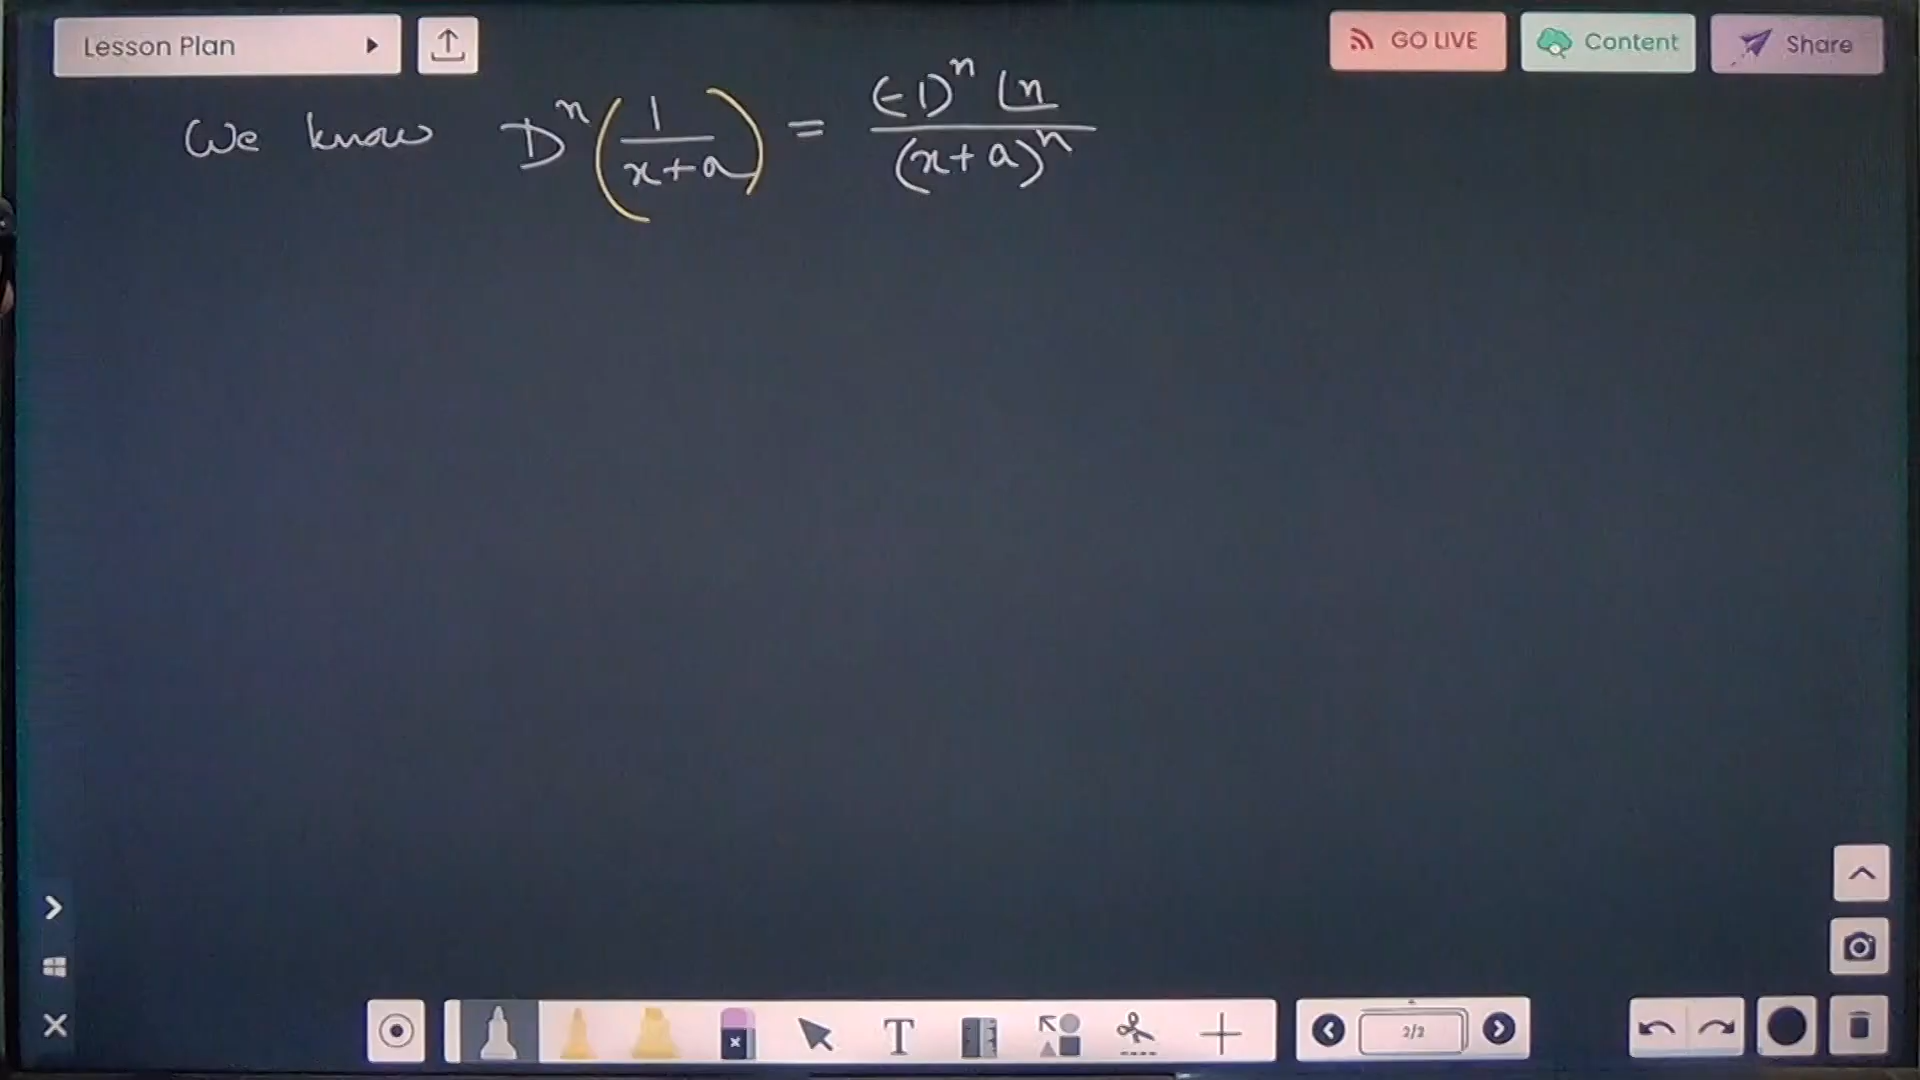 Lesson Plan
GO LIVE
Content
Share
We know D^n (1/(x+a)) = ((-1)^n ⌊n)/((x+a)^n)
T
2/2